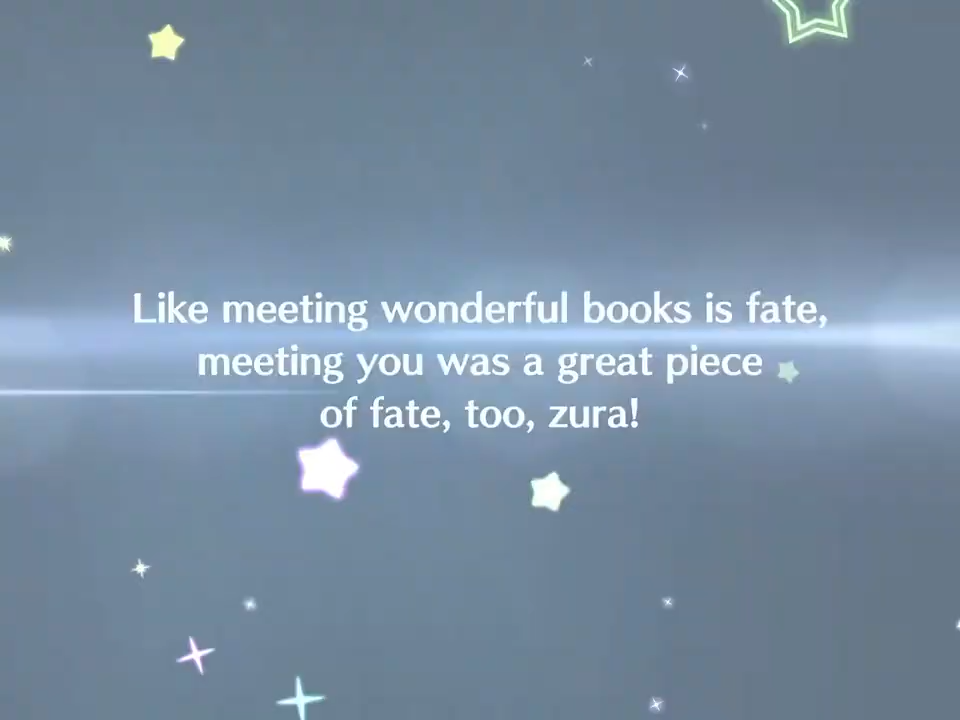 Like meeting wonderful books is fate,
meeting you was a great piece
of fate, too, zura!